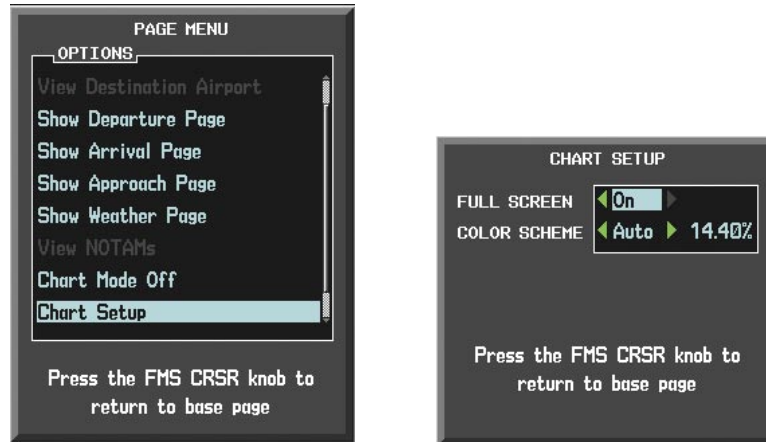 PAGE MENU
OPTIONS
View Destination Airport
Show Departure Page
Show Arrival Page
Show Approach Page
Show Weather Page
View NOTAMs
Chart Mode Off
Chart Setup
Press the FMS CRSR knob to
return to base page
CHART SETUP
FULL SCREEN On
COLOR SCHEME Auto 14.40%
Press the FMS CRSR knob to
return to base page